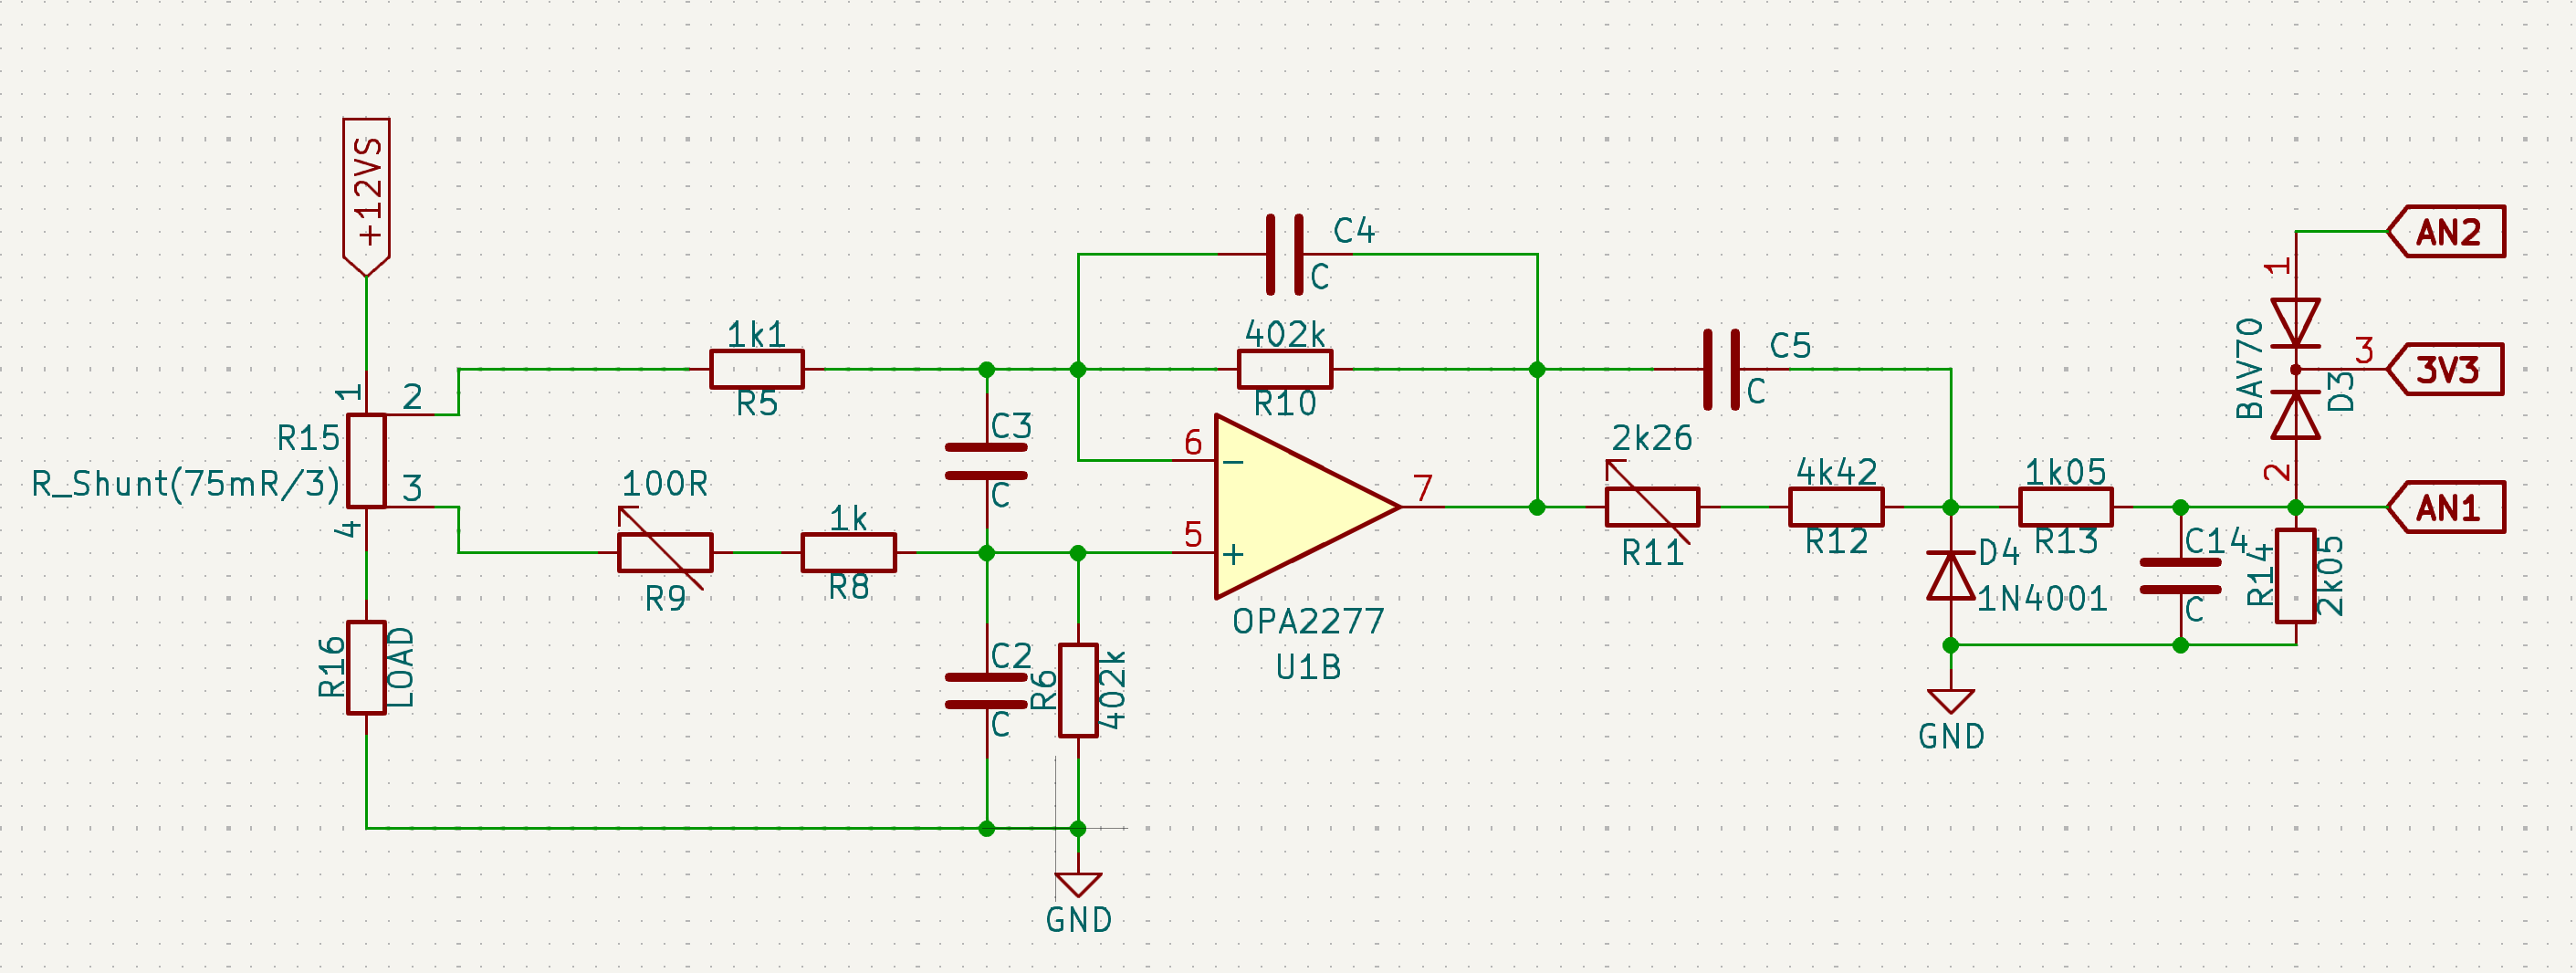 +12VS
1
2
R15
R_Shunt(75mR/3)
3
4
R16
LOAD
1k1
R5
100R
R9
1k
R8
C3
C
C2
C
R6
402k
GND
C4
C
402k
R10
6
5
7
OPA2277
U1B
C5
C
2k26
R11
4k42
R12
1k05
R13
D4
1N4001
GND
C14
C
R14
2k05
AN2
1
BAV70
D3
3
3V3
2
AN1